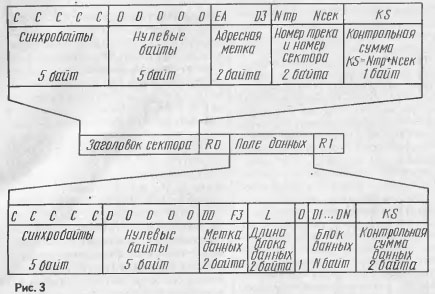 С С С С С 0 0 0 0 0 EA D3 Nтр Nсек KS
Синхробайты Нулевые байты Адресная метка Номер трека и номер сектора Контрольная сумма KS=Nтр+Nсек
5 байт 5 байт 2 байта 2 байта 1 байт
Заголовок сектора R0 Поле данных R1
С С С С С 0 0 0 0 0 DD F3 L 0 D1...DN KS
Синхробайты Нулевые байты Метка данных Длина блока данных Блок данных Контрольная сумма данных
5 байт 5 байт 2 байта 2 байта 1 N байт 2 байта
Рис. 3